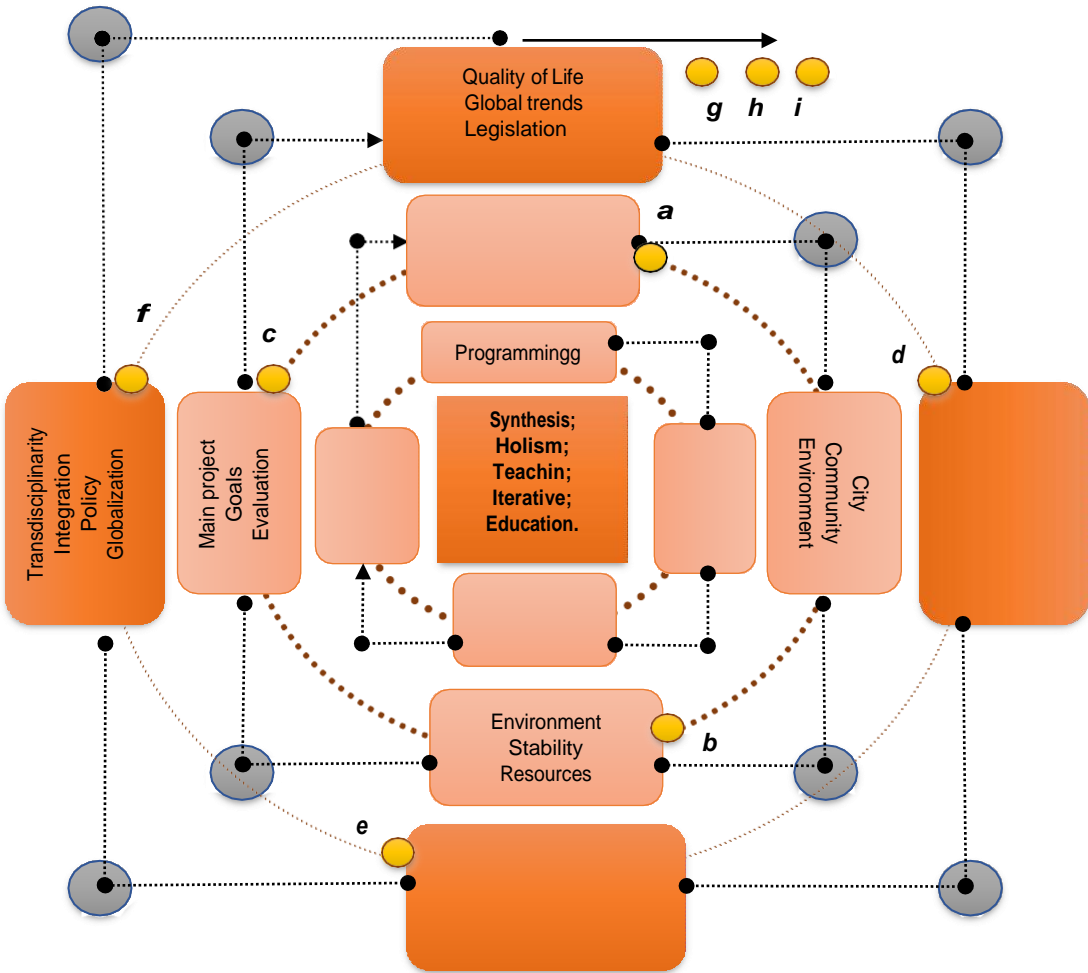 Quality of Life
Global trends
Legislation
g h i
a
f
c
d
Programmingg
Synthesis;
Holism;
Teachin;
Iterative;
Education.
Transdisciplinarity
Integration
Policy
Globalization
Main project
Goals
Evaluation
City
Community
Environment
Environment
Stability
Resources
b
e